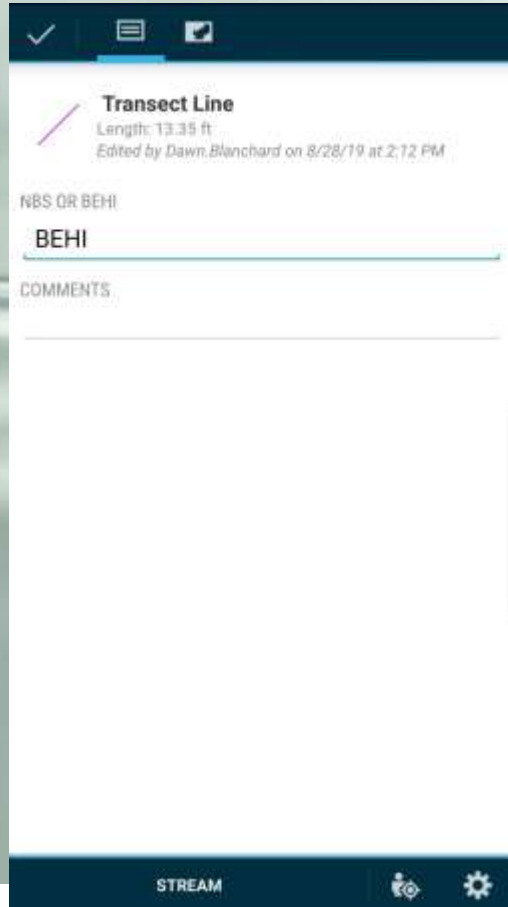 Transect Line
Length: 13.35 ft
Edited by Dawn.Blanchard on 8/28/19 at 2:12 PM
NBS OR BEHI
BEHI
COMMENTS
STREAM